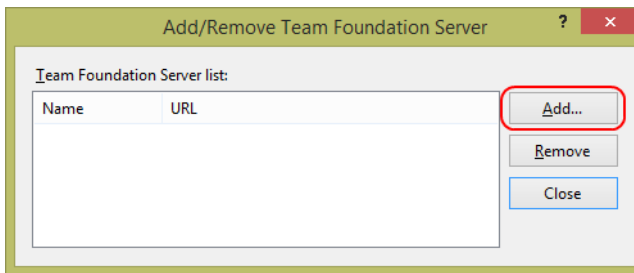 Add/Remove Team Foundation Server ? ×
Team Foundation Server list:
Name URL
Add...
Remove
Close